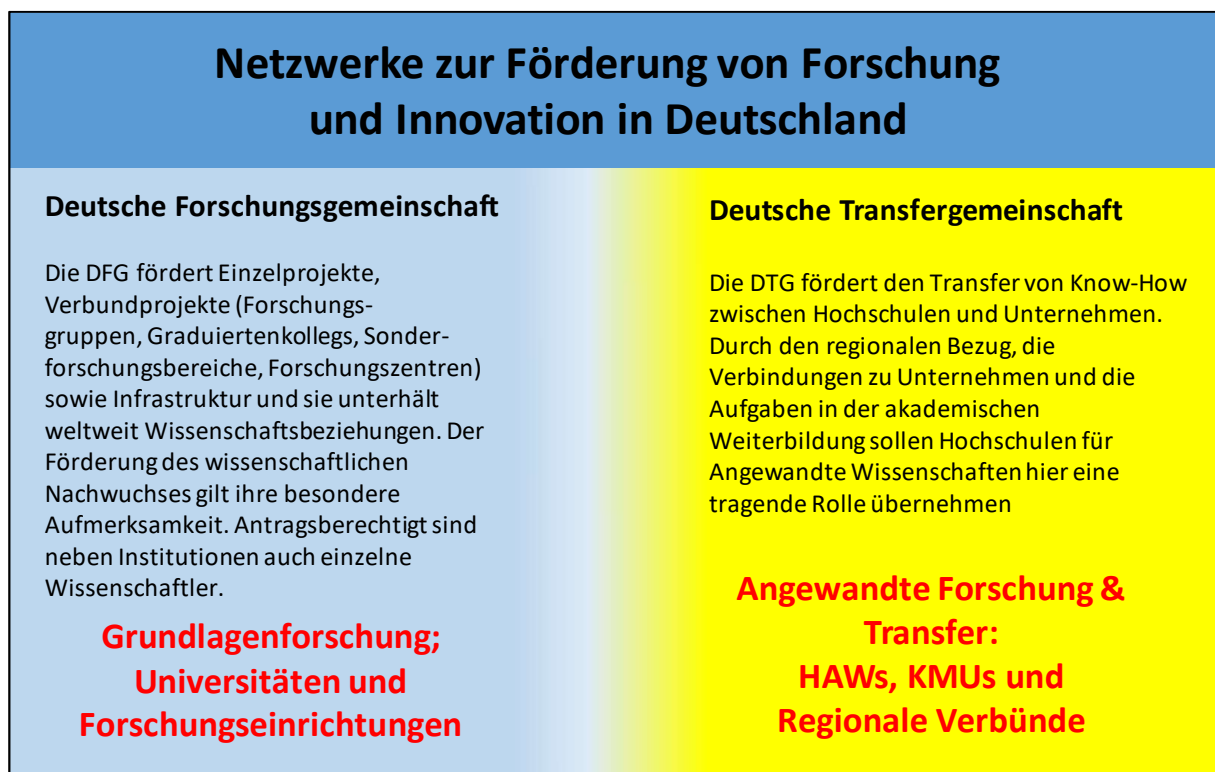 Netzwerke zur Förderung von Forschung
und Innovation in Deutschland
Deutsche Forschungsgemeinschaft
Die DFG fördert Einzelprojekte,
Verbundprojekte (Forschungs-
gruppen, Graduiertenkollegs, Sonder-
forschungsbereiche, Forschungszentren)
sowie Infrastruktur und sie unterhält
weltweit Wissenschaftsbeziehungen. Der
Förderung des wissenschaftlichen
Nachwuchses gilt ihre besondere
Aufmerksamkeit. Antragsberechtigt sind
neben Institutionen auch einzelne
Wissenschaftler.
Grundlagenforschung;
Universitäten und
Forschungseinrichtungen
Deutsche Transfergemeinschaft
Die DTG fördert den Transfer von Know-How
zwischen Hochschulen und Unternehmen.
Durch den regionalen Bezug, die
Verbindungen zu Unternehmen und die
Aufgaben in der akademischen
Weiterbildung sollen Hochschulen für
Angewandte Wissenschaften hier eine
tragende Rolle übernehmen
Angewandte Forschung &
Transfer:
HAWs, KMUs und
Regionale Verbünde